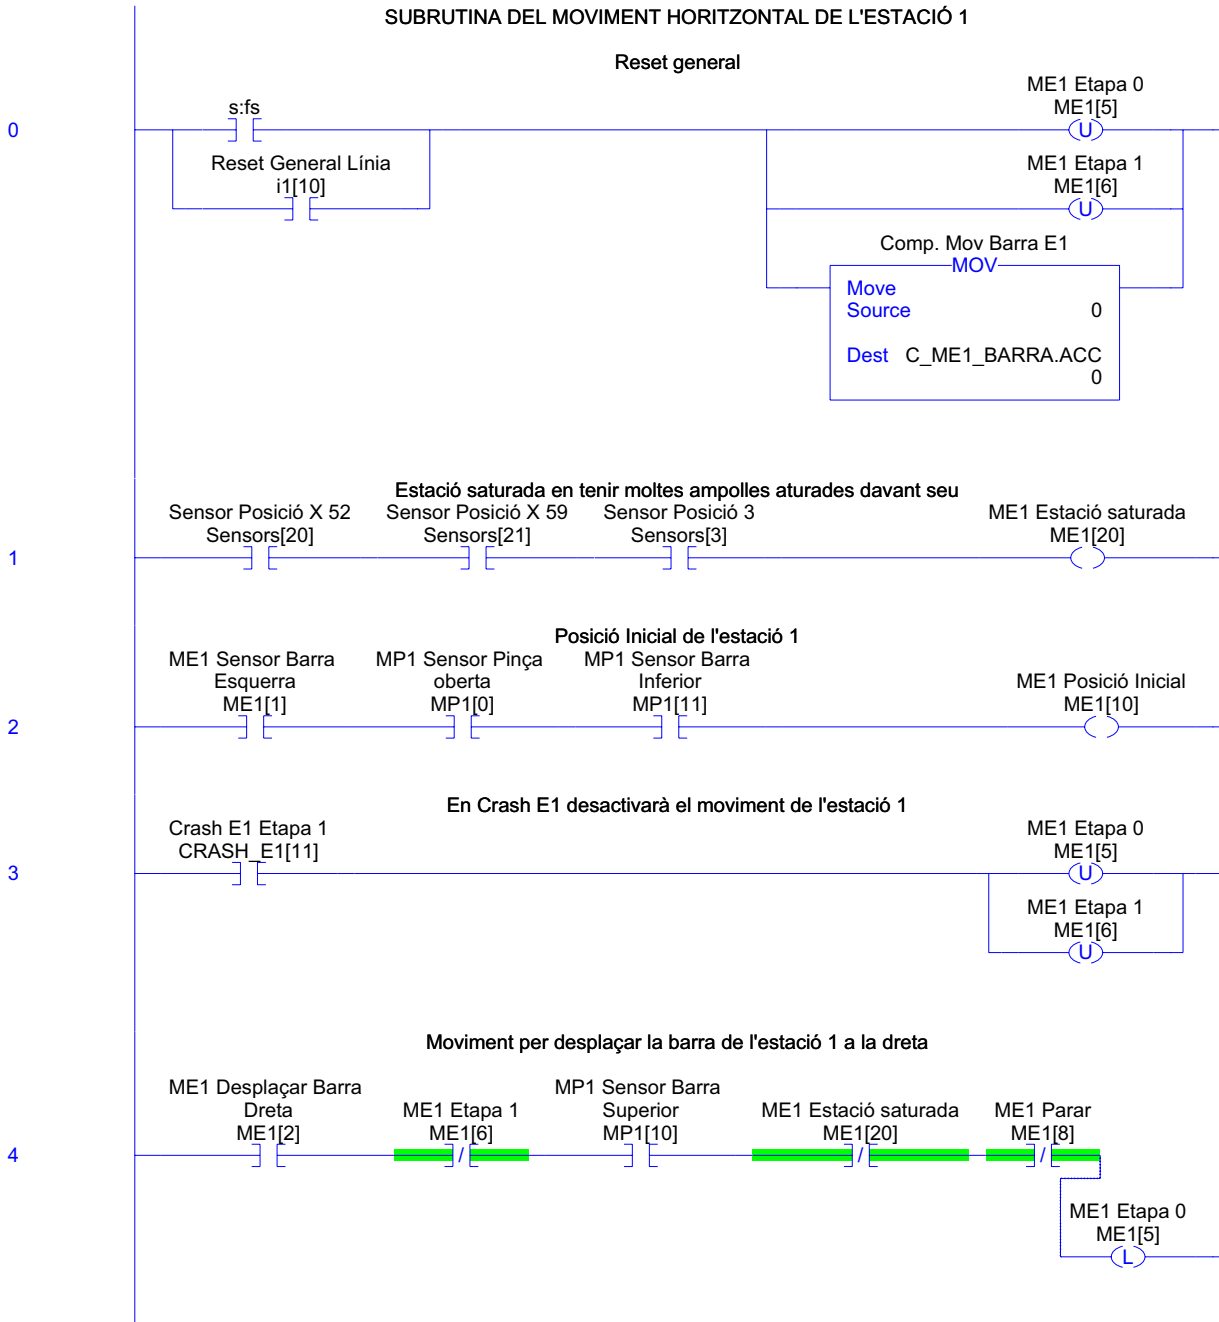 SUBRUTINA DEL MOVIMENT HORITZONTAL DE L'ESTACIÓ 1
Reset general
0
s:fs
Reset General Línia
i1[10]
ME1 Etapa 0
ME1[5]
U
ME1 Etapa 1
ME1[6]
U
Comp. Mov Barra E1
MOV
Move
Source 0
Dest C_ME1_BARRA.ACC
0
Estació saturada en tenir moltes ampolles aturades davant seu
1
Sensor Posició X 52
Sensors[20]
Sensor Posició X 59
Sensors[21]
Sensor Posició 3
Sensors[3]
ME1 Estació saturada
ME1[20]
Posició Inicial de l'estació 1
2
ME1 Sensor Barra
Esquerra
ME1[1]
MP1 Sensor Pinça
oberta
MP1[0]
MP1 Sensor Barra
Inferior
MP1[11]
ME1 Posició Inicial
ME1[10]
En Crash E1 desactivarà el moviment de l'estació 1
3
Crash E1 Etapa 1
CRASH_E1[11]
ME1 Etapa 0
ME1[5]
U
ME1 Etapa 1
ME1[6]
U
Moviment per desplaçar la barra de l'estació 1 a la dreta
4
ME1 Desplaçar Barra
Dreta
ME1[2]
ME1 Etapa 1
ME1[6]
/
MP1 Sensor Barra
Superior
MP1[10]
ME1 Estació saturada
ME1[20]
/
ME1 Parar
ME1[8]
/
ME1 Etapa 0
ME1[5]
L